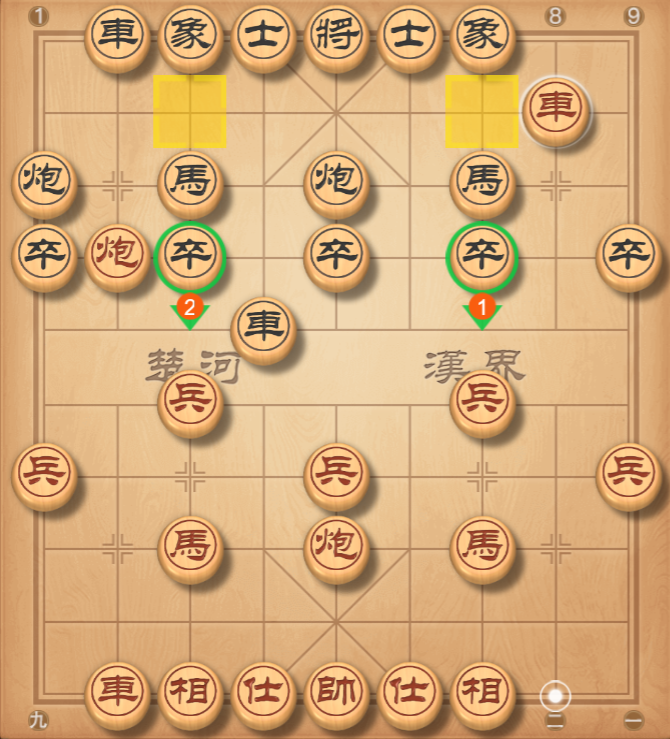 1 8 9
車 象 士 將 士 象
車
炮 馬 炮 馬
卒 炮 卒 卒 卒 卒
2 1
車
楚河 漢界
兵 兵
兵 兵 兵
馬 炮 馬
車 相 仕 帥 仕 相
九 二 一